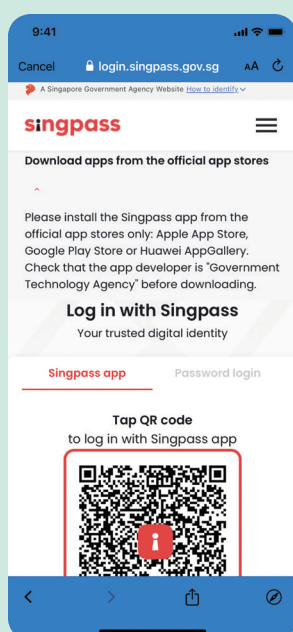 9:41
Cancel login.singpass.gov.sg AA
A Singapore Government Agency Website How to identify
singpass
Download apps from the official app stores
Please install the Singpass app from the
official app stores only: Apple App Store,
Google Play Store or Huawei AppGallery.
Check that the app developer is "Government
Technology Agency" before downloading.
Log in with Singpass
Your trusted digital identity
Singpass app Password login
Tap QR code
to log in with Singpass app